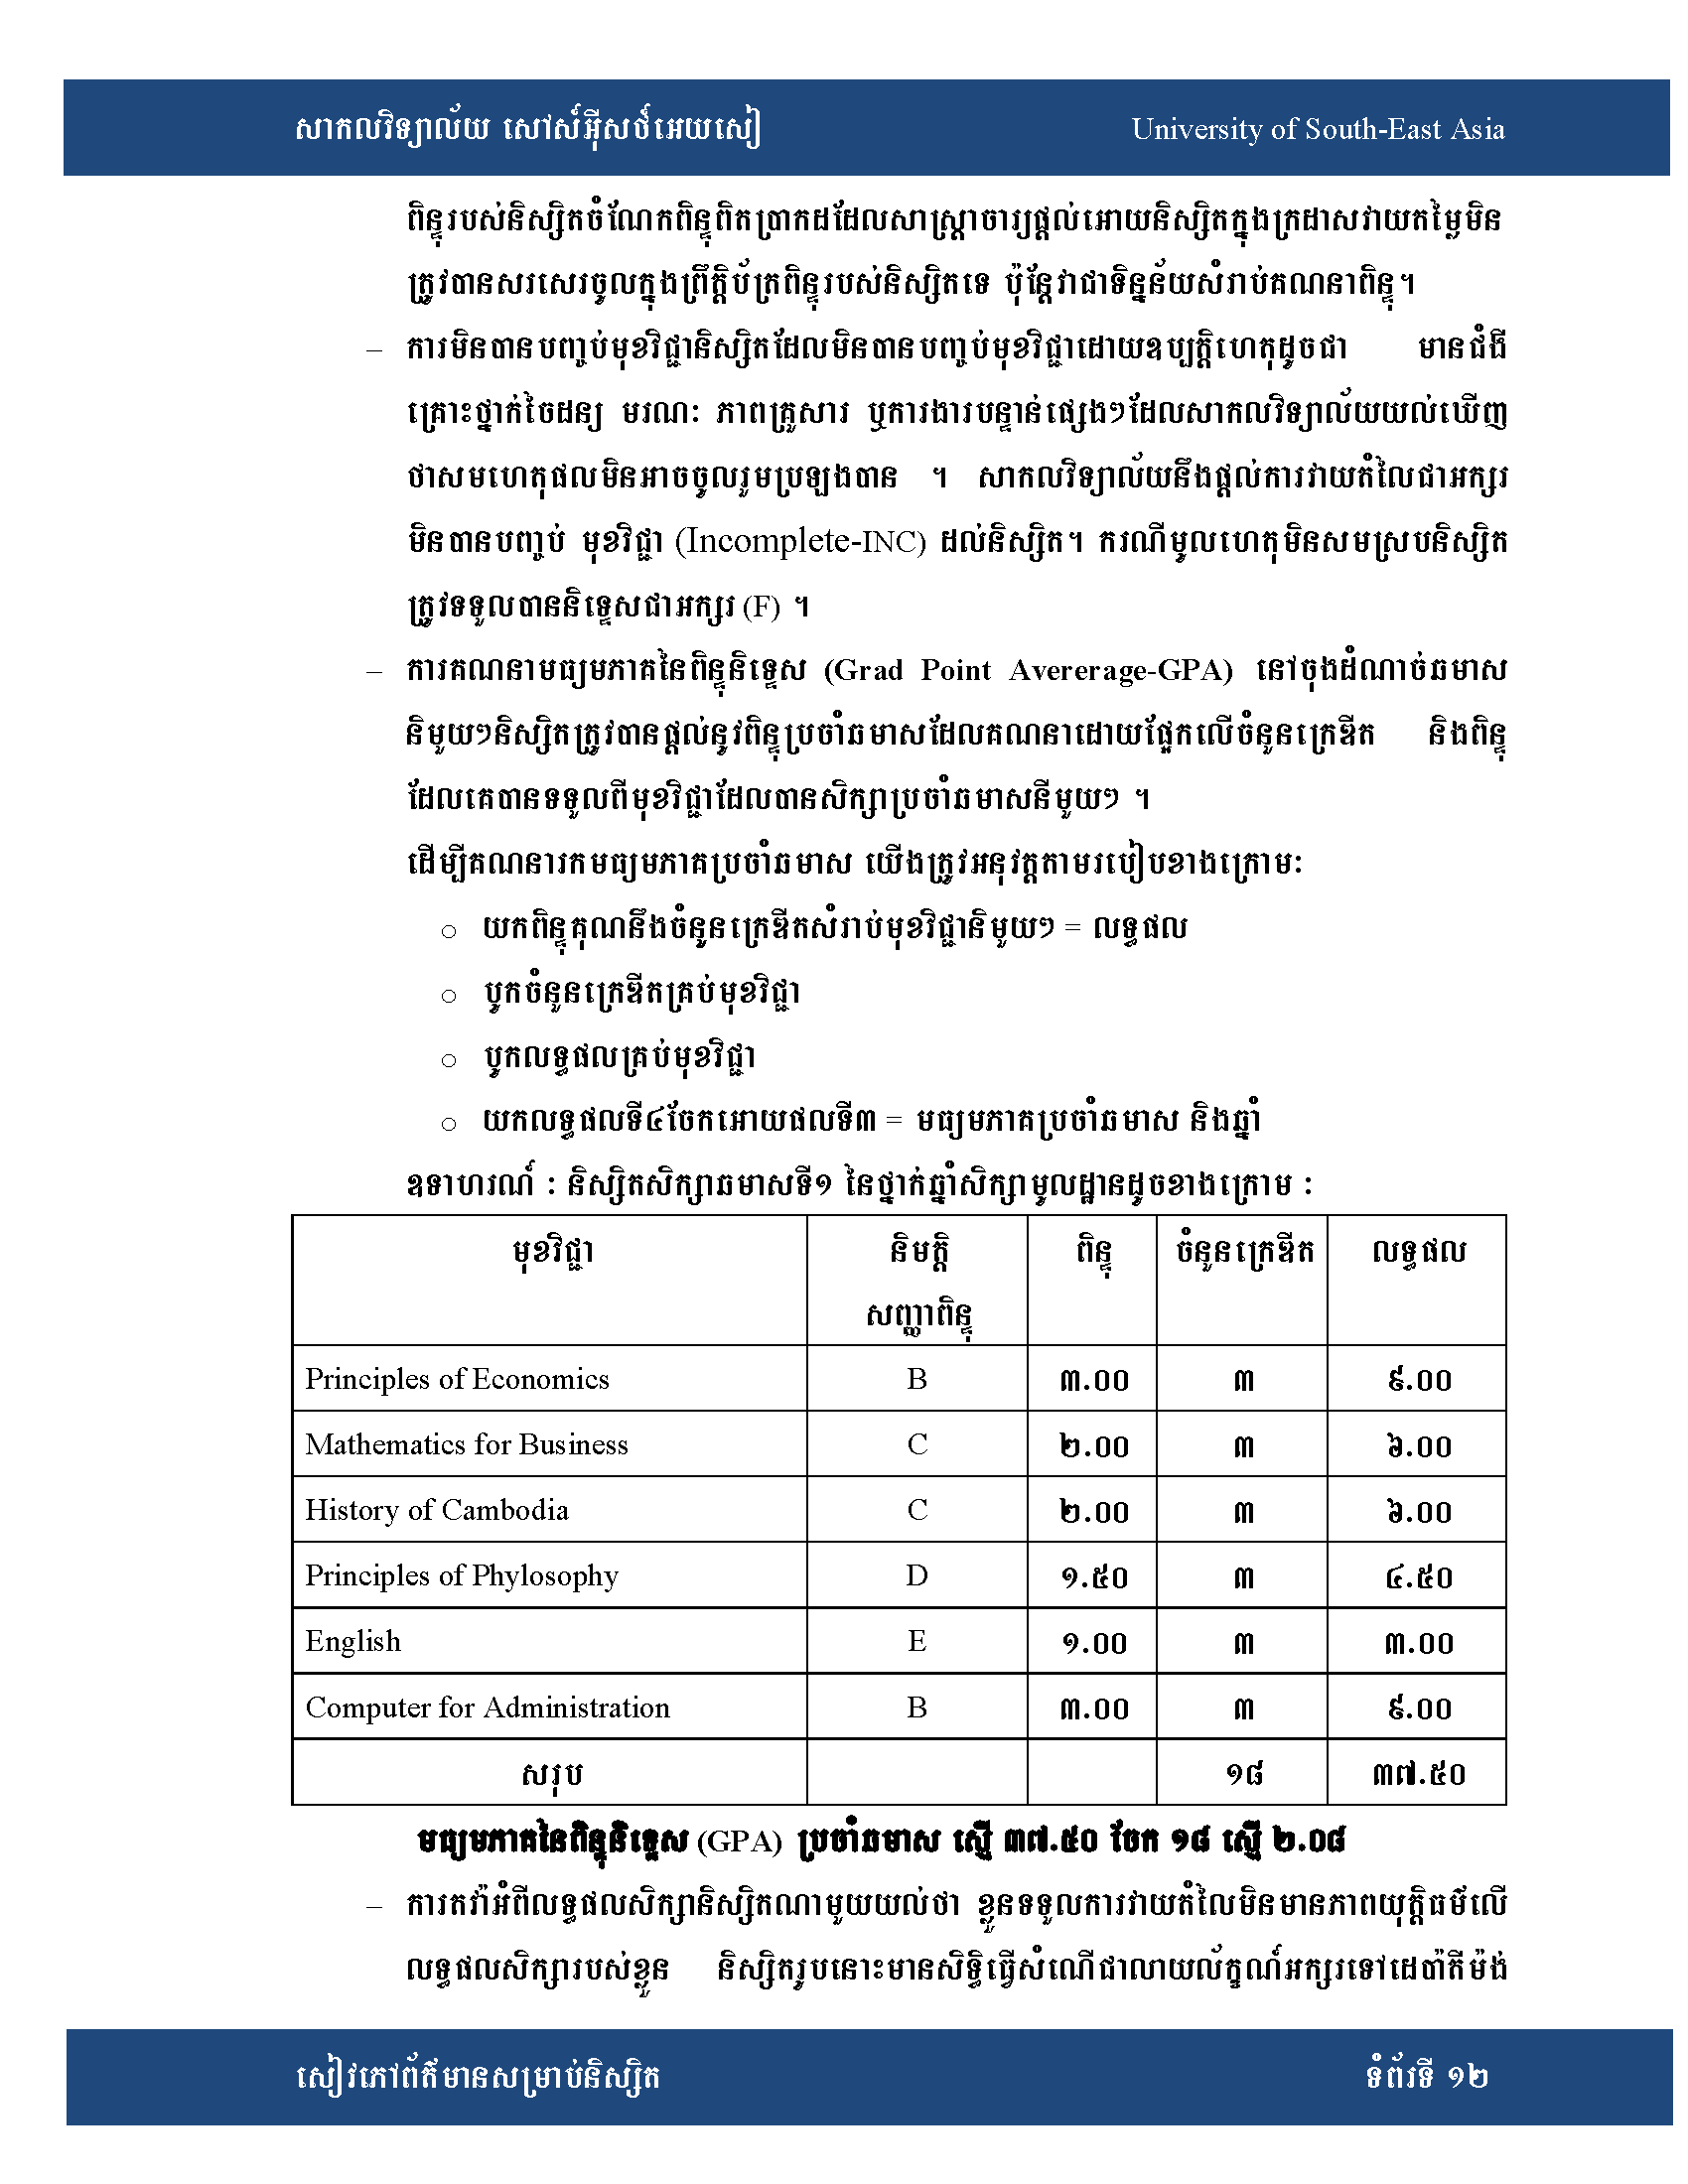 សាកលវិទ្យាល័យ សៅស៍អ៊ីសថ៍អេយសៀ University of South-East Asia
ពិន្ទុរបស់និស្សិតចំណែកពិន្ទុពិតប្រាកដដែលសាស្ត្រាចារ្យផ្ដល់អោយនិស្សិតក្នុងក្រដាសវាយតម្លៃមិន
ត្រូវបានសរសេរចូលក្នុងព្រឹត្តិប័ត្រពិន្ទុរបស់និស្សិតទេ ប៉ុន្តែវាជាទិន្នន័យសំរាប់គណនាពិន្ទុ។
– ការមិនបានបញ្ចប់មុខវិជ្ជានិស្សិតដែលមិនបានបញ្ចប់មុខវិជ្ជាដោយឧប្បត្តិហេតុដូចជា មានជំងឺ
គ្រោះថ្នាក់ចៃដន្យ មរណៈ ភាពគ្រួសារ ឬការងារបន្ទាន់ផ្សេងៗដែលសាកលវិទ្យាល័យយល់ឃើញ
ថាសមហេតុផលមិនអាចចូលរួមប្រឡងបាន ។ សាកលវិទ្យាល័យនឹងផ្ដល់ការវាយតំលៃជាអក្សរ
មិនបានបញ្ចប់ មុខវិជ្ជា (Incomplete-INC) ដល់និស្សិត។ ករណីមូលហេតុមិនសមស្របនិស្សិត
ត្រូវទទួលបាននិទ្ទេសជាអក្សរ (F) ។
– ការគណនាមធ្យមភាគនៃពិន្ទុនិទ្ទេស (Grad Point Avererage-GPA) នៅចុងដំណាច់ឆមាស
និមួយៗនិស្សិតត្រូវបានផ្ដល់នូវពិន្ទុប្រចាំឆមាសដែលគណនាដោយផ្អែកលើចំនួនក្រេឌីត និងពិន្ទុ
ដែលគេបានទទួលពីមុខវិជ្ជាដែលបានសិក្សាប្រចាំឆមាសនីមួយៗ ។
ដើម្បីគណនារកមធ្យមភាគប្រចាំឆមាស យើងត្រូវអនុវត្តតាមរបៀបខាងក្រោមៈ
o យកពិន្ទុគុណនឹងចំនួនក្រេឌីតសំរាប់មុខវិជ្ជានិមួយៗ = លទ្ធផល
o បូកចំនួនក្រេឌីតគ្រប់មុខវិជ្ជា
o បូកលទ្ធផលគ្រប់មុខវិជ្ជា
o យកលទ្ធផលទី៤ចែកអោយផលទី៣ = មធ្យមភាគប្រចាំឆមាស និងឆ្នាំ
ឧទាហរណ៍ : និស្សិតសិក្សាឆមាសទី១ នៃថ្នាក់ឆ្នាំសិក្សាមូលដ្ឋានដូចខាងក្រោម :
មុខវិជ្ជា និមត្តិ ពិន្ទុ ចំនួនក្រេឌីត លទ្ធផល
សញ្ញាពិន្ទុ
Principles of Economics B ៣.០០ ៣ ៩.០០
Mathematics for Business C ២.០០ ៣ ៦.០០
History of Cambodia C ២.០០ ៣ ៦.០០
Principles of Phylosophy D ១.៥០ ៣ ៤.៥០
English E ១.០០ ៣ ៣.០០
Computer for Administration B ៣.០០ ៣ ៩.០០
សរុប ១៨ ៣៧.៥០
មធ្យមភាគនៃពិន្ទុនិទ្ទេស (GPA) ប្រចាំឆមាស ស្មើ ៣៧.៥០ ចែក ១៨ ស្មើ ២.០៨
– ការតវ៉ាអំពីលទ្ធផលសិក្សានិស្សិតណាមួយយល់ថា ខ្លួនទទួលការវាយតំលៃមិនមានភាពយុត្តិធម៌លើ
លទ្ធផលសិក្សារបស់ខ្លួន និស្សិតរូបនោះមានសិទ្ធិធ្វើសំណើជាលាយល័ក្ខណ៍អក្សរទៅដេប៉ាតឺម៉ង់
សៀវភៅព័ត៌មានសម្រាប់និស្សិត ទំព័រទី ១២